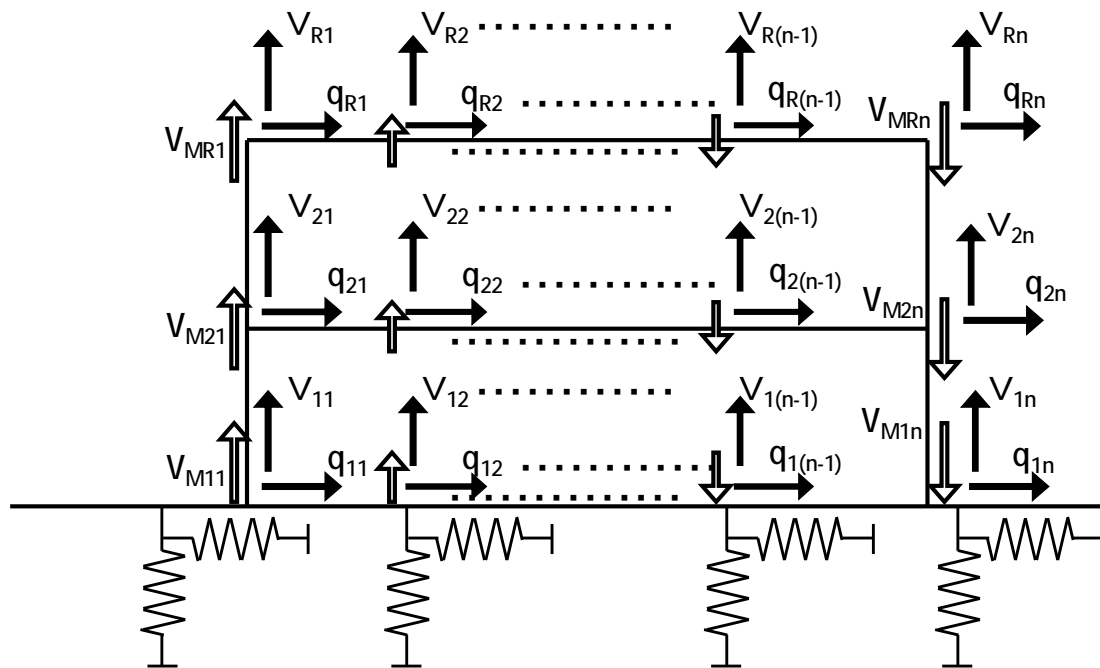 V_R1 V_R2 V_R(n-1) V_Rn
q_R1 q_R2 q_R(n-1) V_MRn q_Rn
V_MR1
V_21 V_22 V_2(n-1) V_2n
q_21 q_22 q_2(n-1) V_M2n q_2n
V_M21
V_11 V_12 V_1(n-1) V_1n
V_M11 q_11 q_12 q_1(n-1) V_M1n q_1n